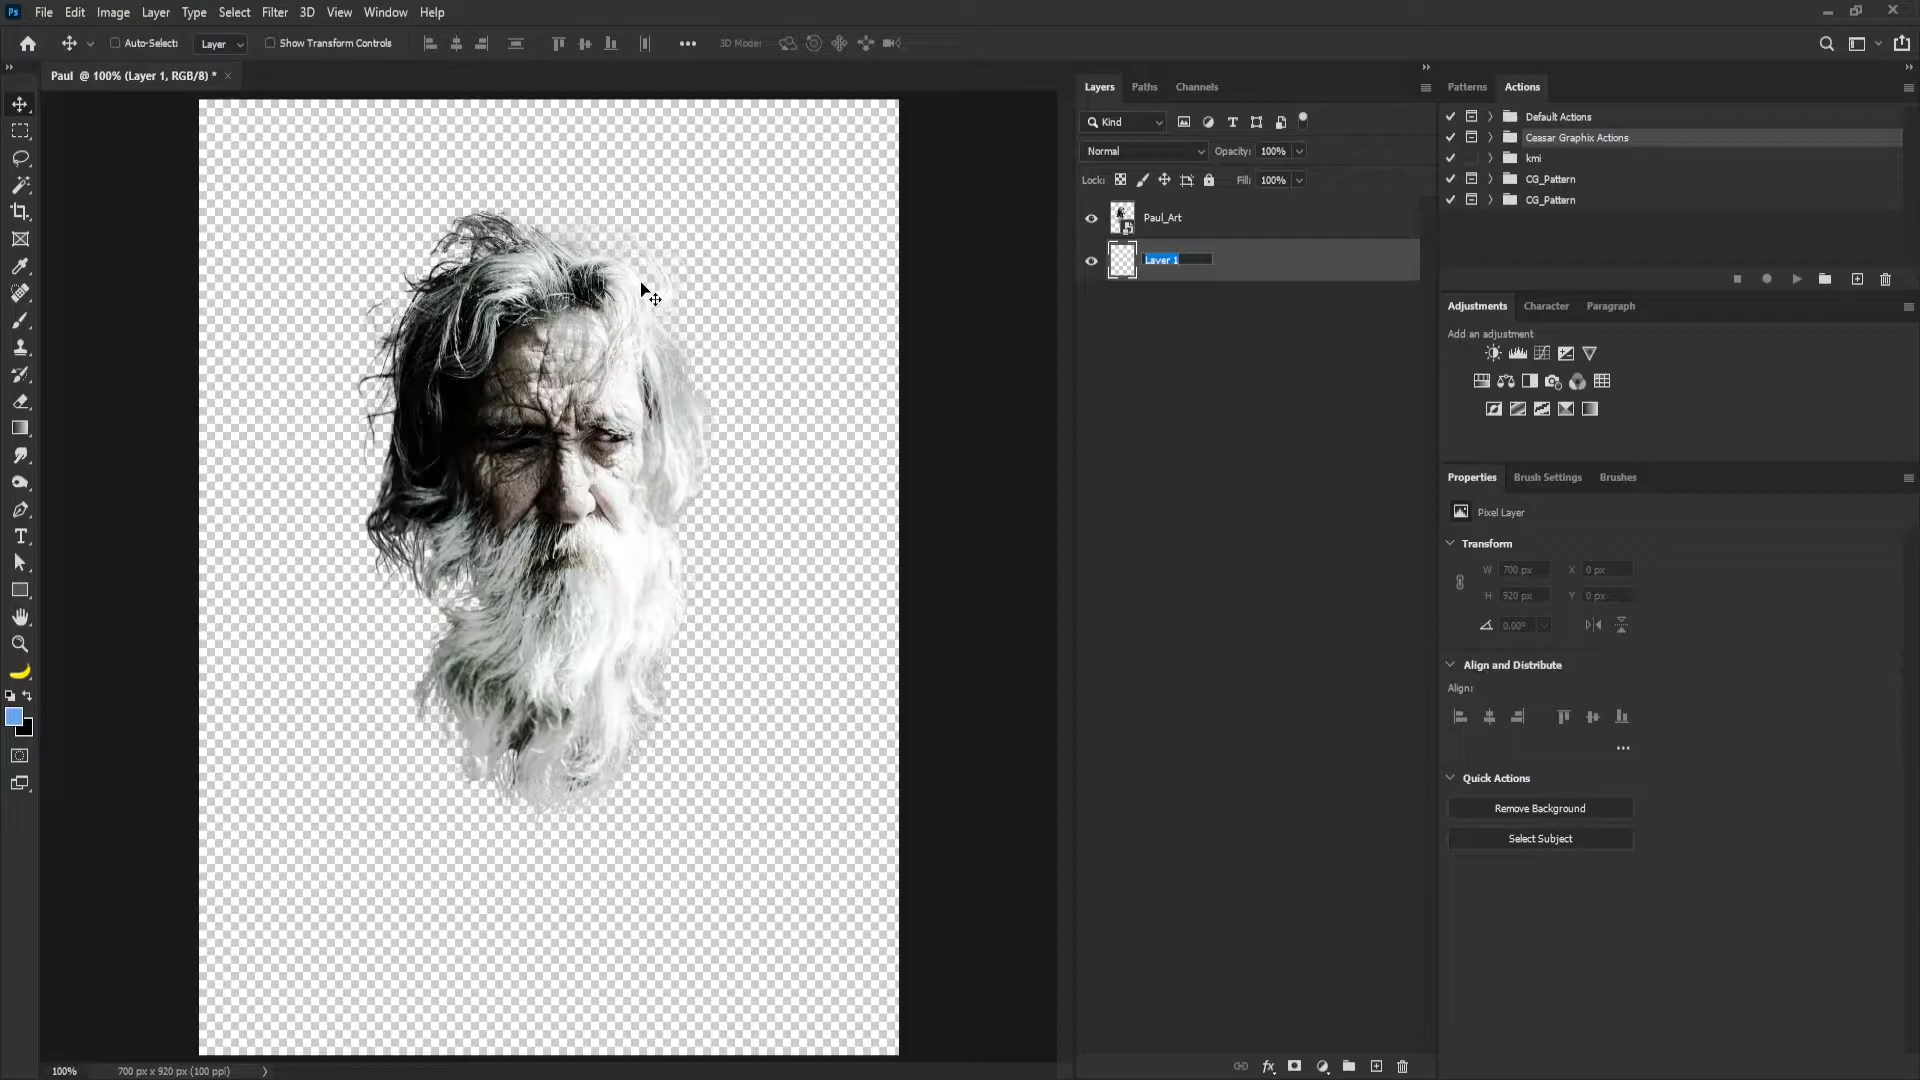 Ps File Edit Image Layer Type Select Filter 3D View Window Help
Auto-Select: Layer Show Transform Controls 3D Mode:
Paul @ 100% (Layer 1, RGB/8) *
Layers Paths Channels
Kind
Normal Opacity: 100%
Lock: Fill: 100%
Paul_Art
Layer 1
Patterns Actions
Default Actions
Ceasar Graphix Actions
kmi
CG_Pattern
CG_Pattern
Adjustments Character Paragraph
Add an adjustment
Properties Brush Settings Brushes
Pixel Layer
Transform
W 700 px X 0 px
H 920 px Y 0 px
0.00°
Align and Distribute
Align:
Quick Actions
Remove Background
Select Subject
100% 700 px x 920 px (100 ppi)